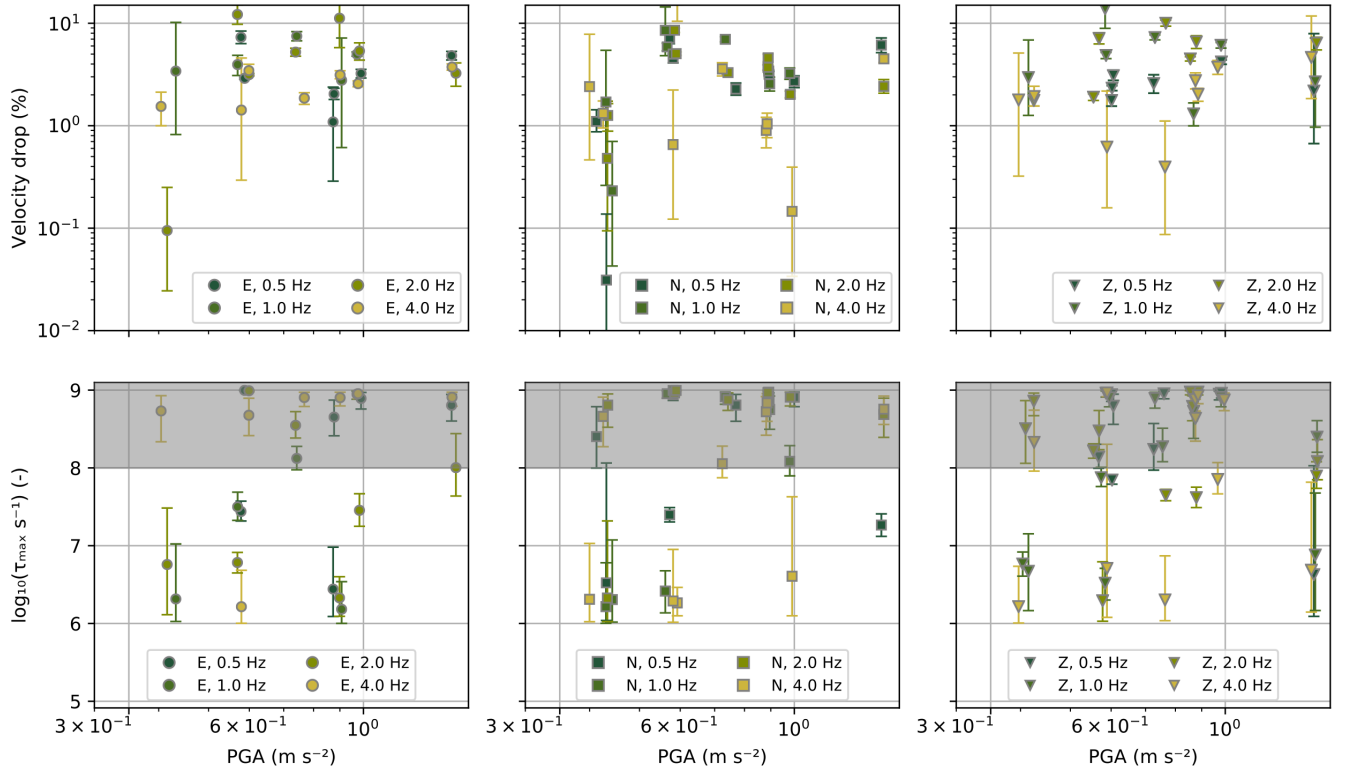 10¹
10⁰
10⁻¹
10⁻²
Velocity drop (%)
E, 0.5 Hz
E, 1.0 Hz
E, 2.0 Hz
E, 4.0 Hz
N, 0.5 Hz
N, 1.0 Hz
N, 2.0 Hz
N, 4.0 Hz
Z, 0.5 Hz
Z, 1.0 Hz
Z, 2.0 Hz
Z, 4.0 Hz
9
8
7
6
5
log₁₀(τₘₐₓ s⁻¹) (-)
E, 0.5 Hz
E, 1.0 Hz
E, 2.0 Hz
E, 4.0 Hz
N, 0.5 Hz
N, 1.0 Hz
N, 2.0 Hz
N, 4.0 Hz
Z, 0.5 Hz
Z, 1.0 Hz
Z, 2.0 Hz
Z, 4.0 Hz
3 × 10⁻¹
6 × 10⁻¹
10⁰
3 × 10⁻¹
6 × 10⁻¹
10⁰
3 × 10⁻¹
6 × 10⁻¹
10⁰
PGA (m s⁻²)
PGA (m s⁻²)
PGA (m s⁻²)